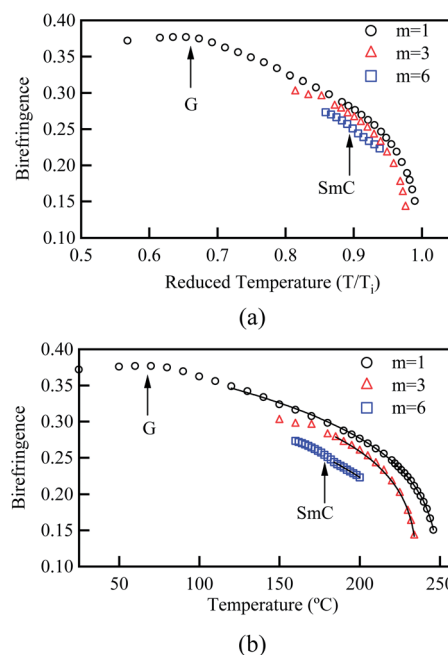 0.40
0.35
0.30
0.25
0.20
0.15
Birefringence
m=1
m=3
m=6
G
SmC
0.5 0.6 0.7 0.8 0.9 1.0
Reduced Temperature (T/Ti)
(a)
0.40
0.35
0.30
0.25
0.20
0.15
0.10
Birefringence
m=1
m=3
m=6
G
SmC
50 100 150 200 250
Temperature (ºC)
(b)